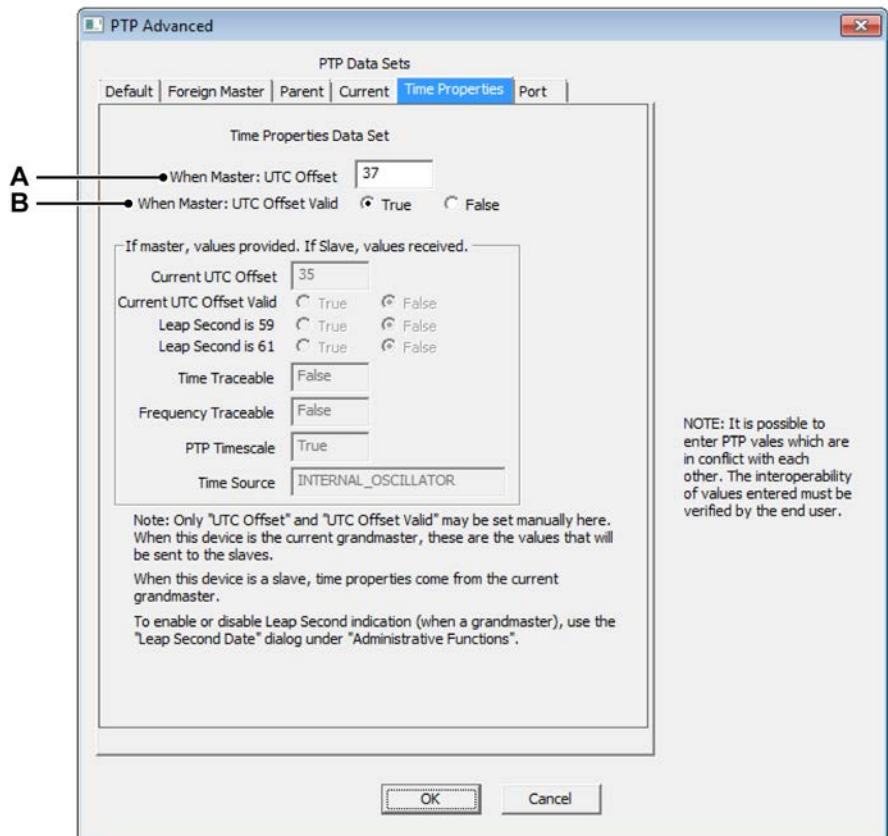 PTP Advanced
PTP Data Sets
Default Foreign Master Parent Current Time Properties Port
Time Properties Data Set
A When Master: UTC Offset 37
B When Master: UTC Offset Valid True False
If master, values provided. If Slave, values received.
Current UTC Offset 35
Current UTC Offset Valid True False
Leap Second is 59 True False
Leap Second is 61 True False
Time Traceable False
Frequency Traceable False
PTP Timescale True
Time Source INTERNAL_OSCILLATOR
Note: Only "UTC Offset" and "UTC Offset Valid" may be set manually here.
When this device is the current grandmaster, these are the values that will
be sent to the slaves.
When this device is a slave, time properties come from the current
grandmaster.
To enable or disable Leap Second indication (when a grandmaster), use the
"Leap Second Date" dialog under "Administrative Functions".
NOTE: It is possible to
enter PTP vales which are
in conflict with each
other. The interoperability
of values entered must be
verified by the end user.
OK Cancel